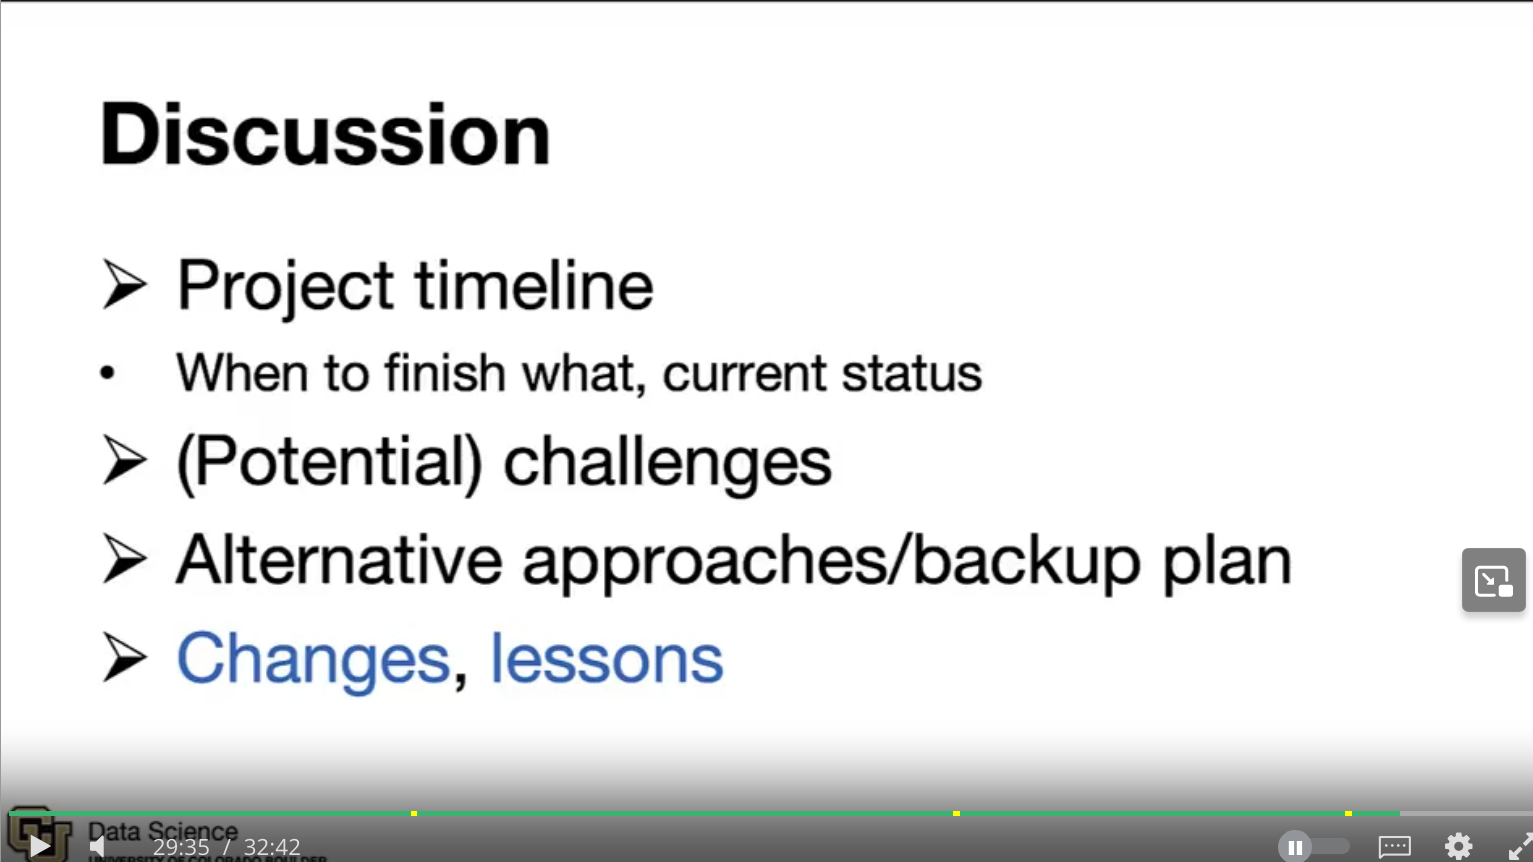 Discussion
Project timeline
When to finish what, current status
(Potential) challenges
Alternative approaches/backup plan
Changes, lessons
Data Science
UNIVERSITY OF COLORADO BOULDER
29:35 / 32:42